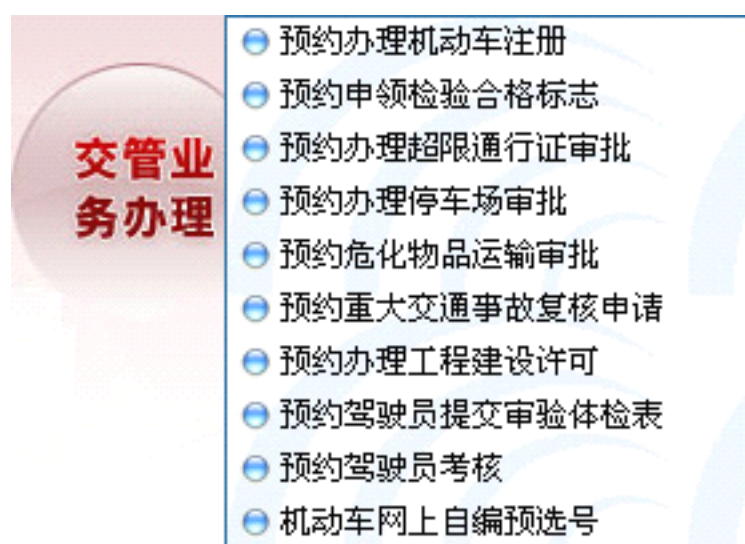 交管业
务办理
预约办理机动车注册
预约申领检验合格标志
预约办理超限通行证审批
预约办理停车场审批
预约危化物品运输审批
预约重大交通事故复核申请
预约办理工程建设许可
预约驾驶员提交审验体检表
预约驾驶员考核
机动车网上自编预选号